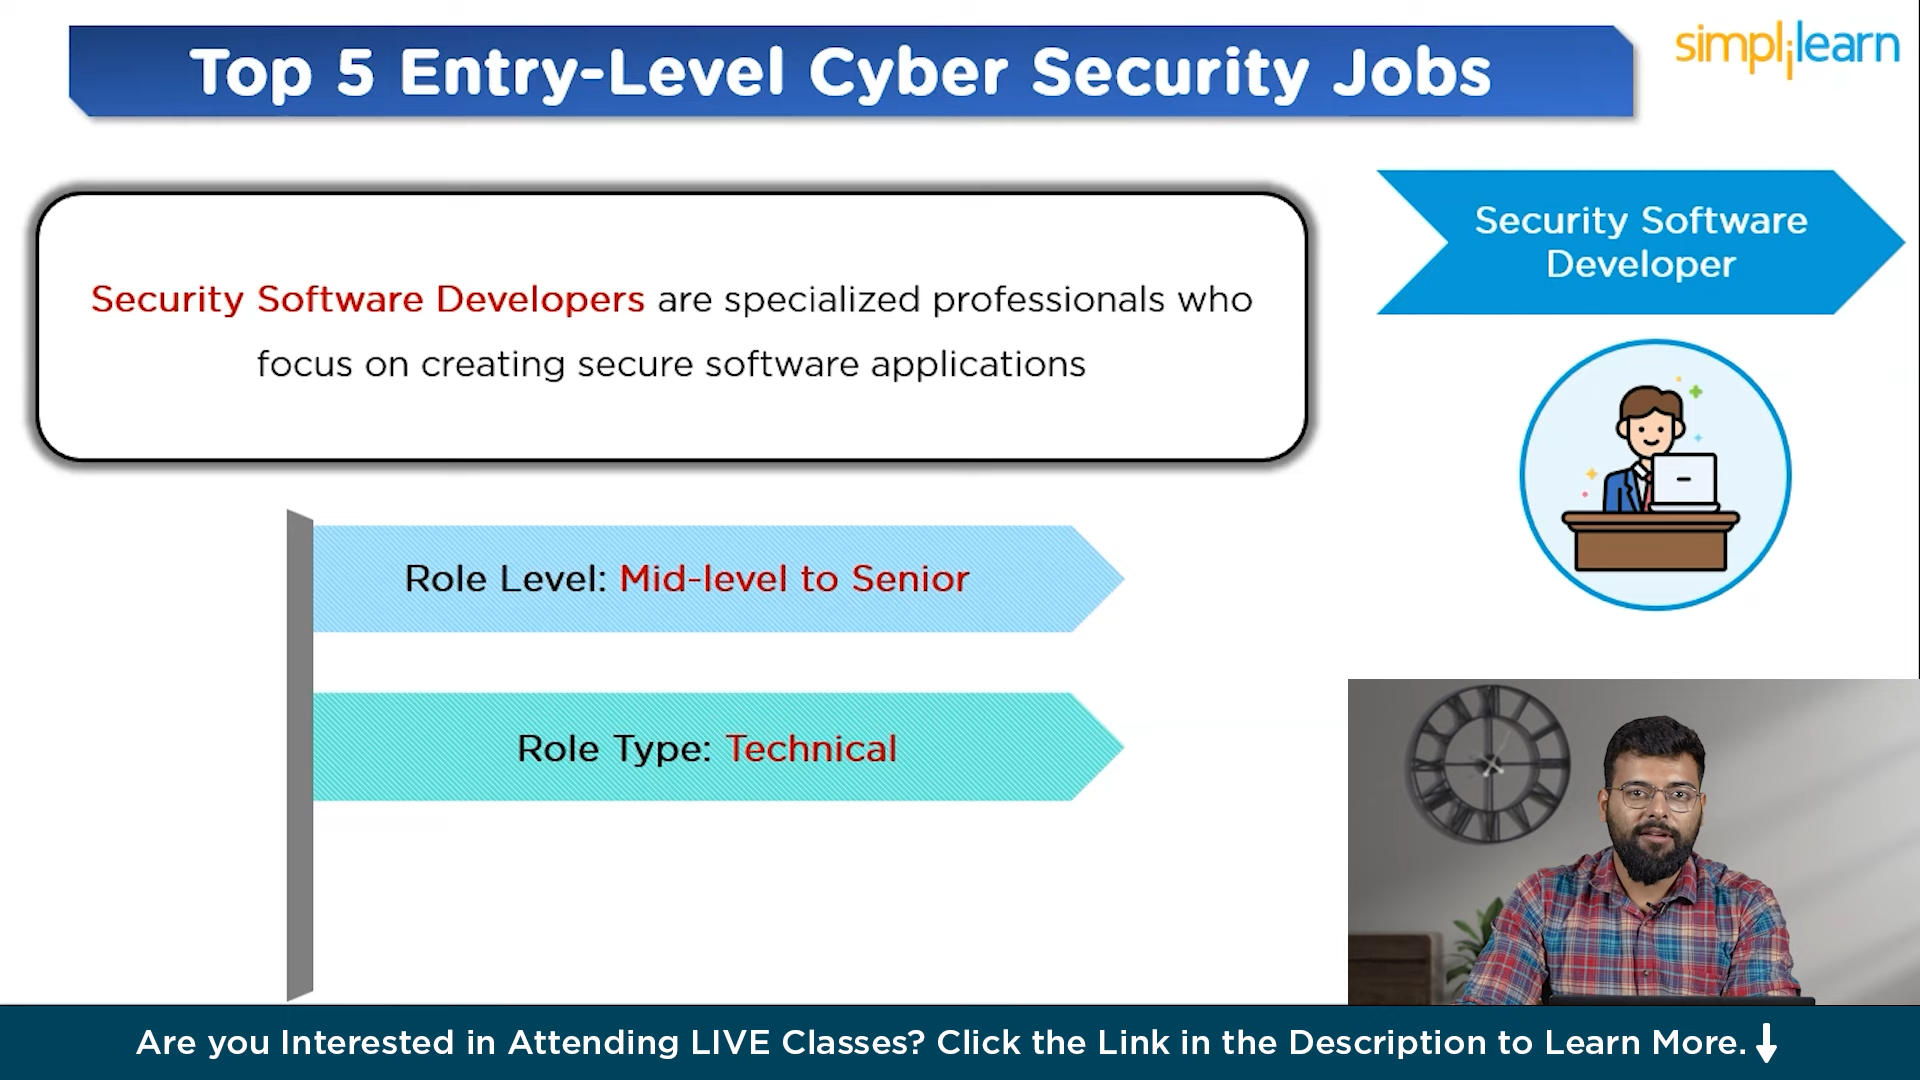 Top 5 Entry-Level Cyber Security Jobs
simplilearn
Security Software
Developer
Security Software Developers are specialized professionals who
focus on creating secure software applications
Role Level: Mid-level to Senior
Role Type: Technical
Are you Interested in Attending LIVE Classes? Click the Link in the Description to Learn More.